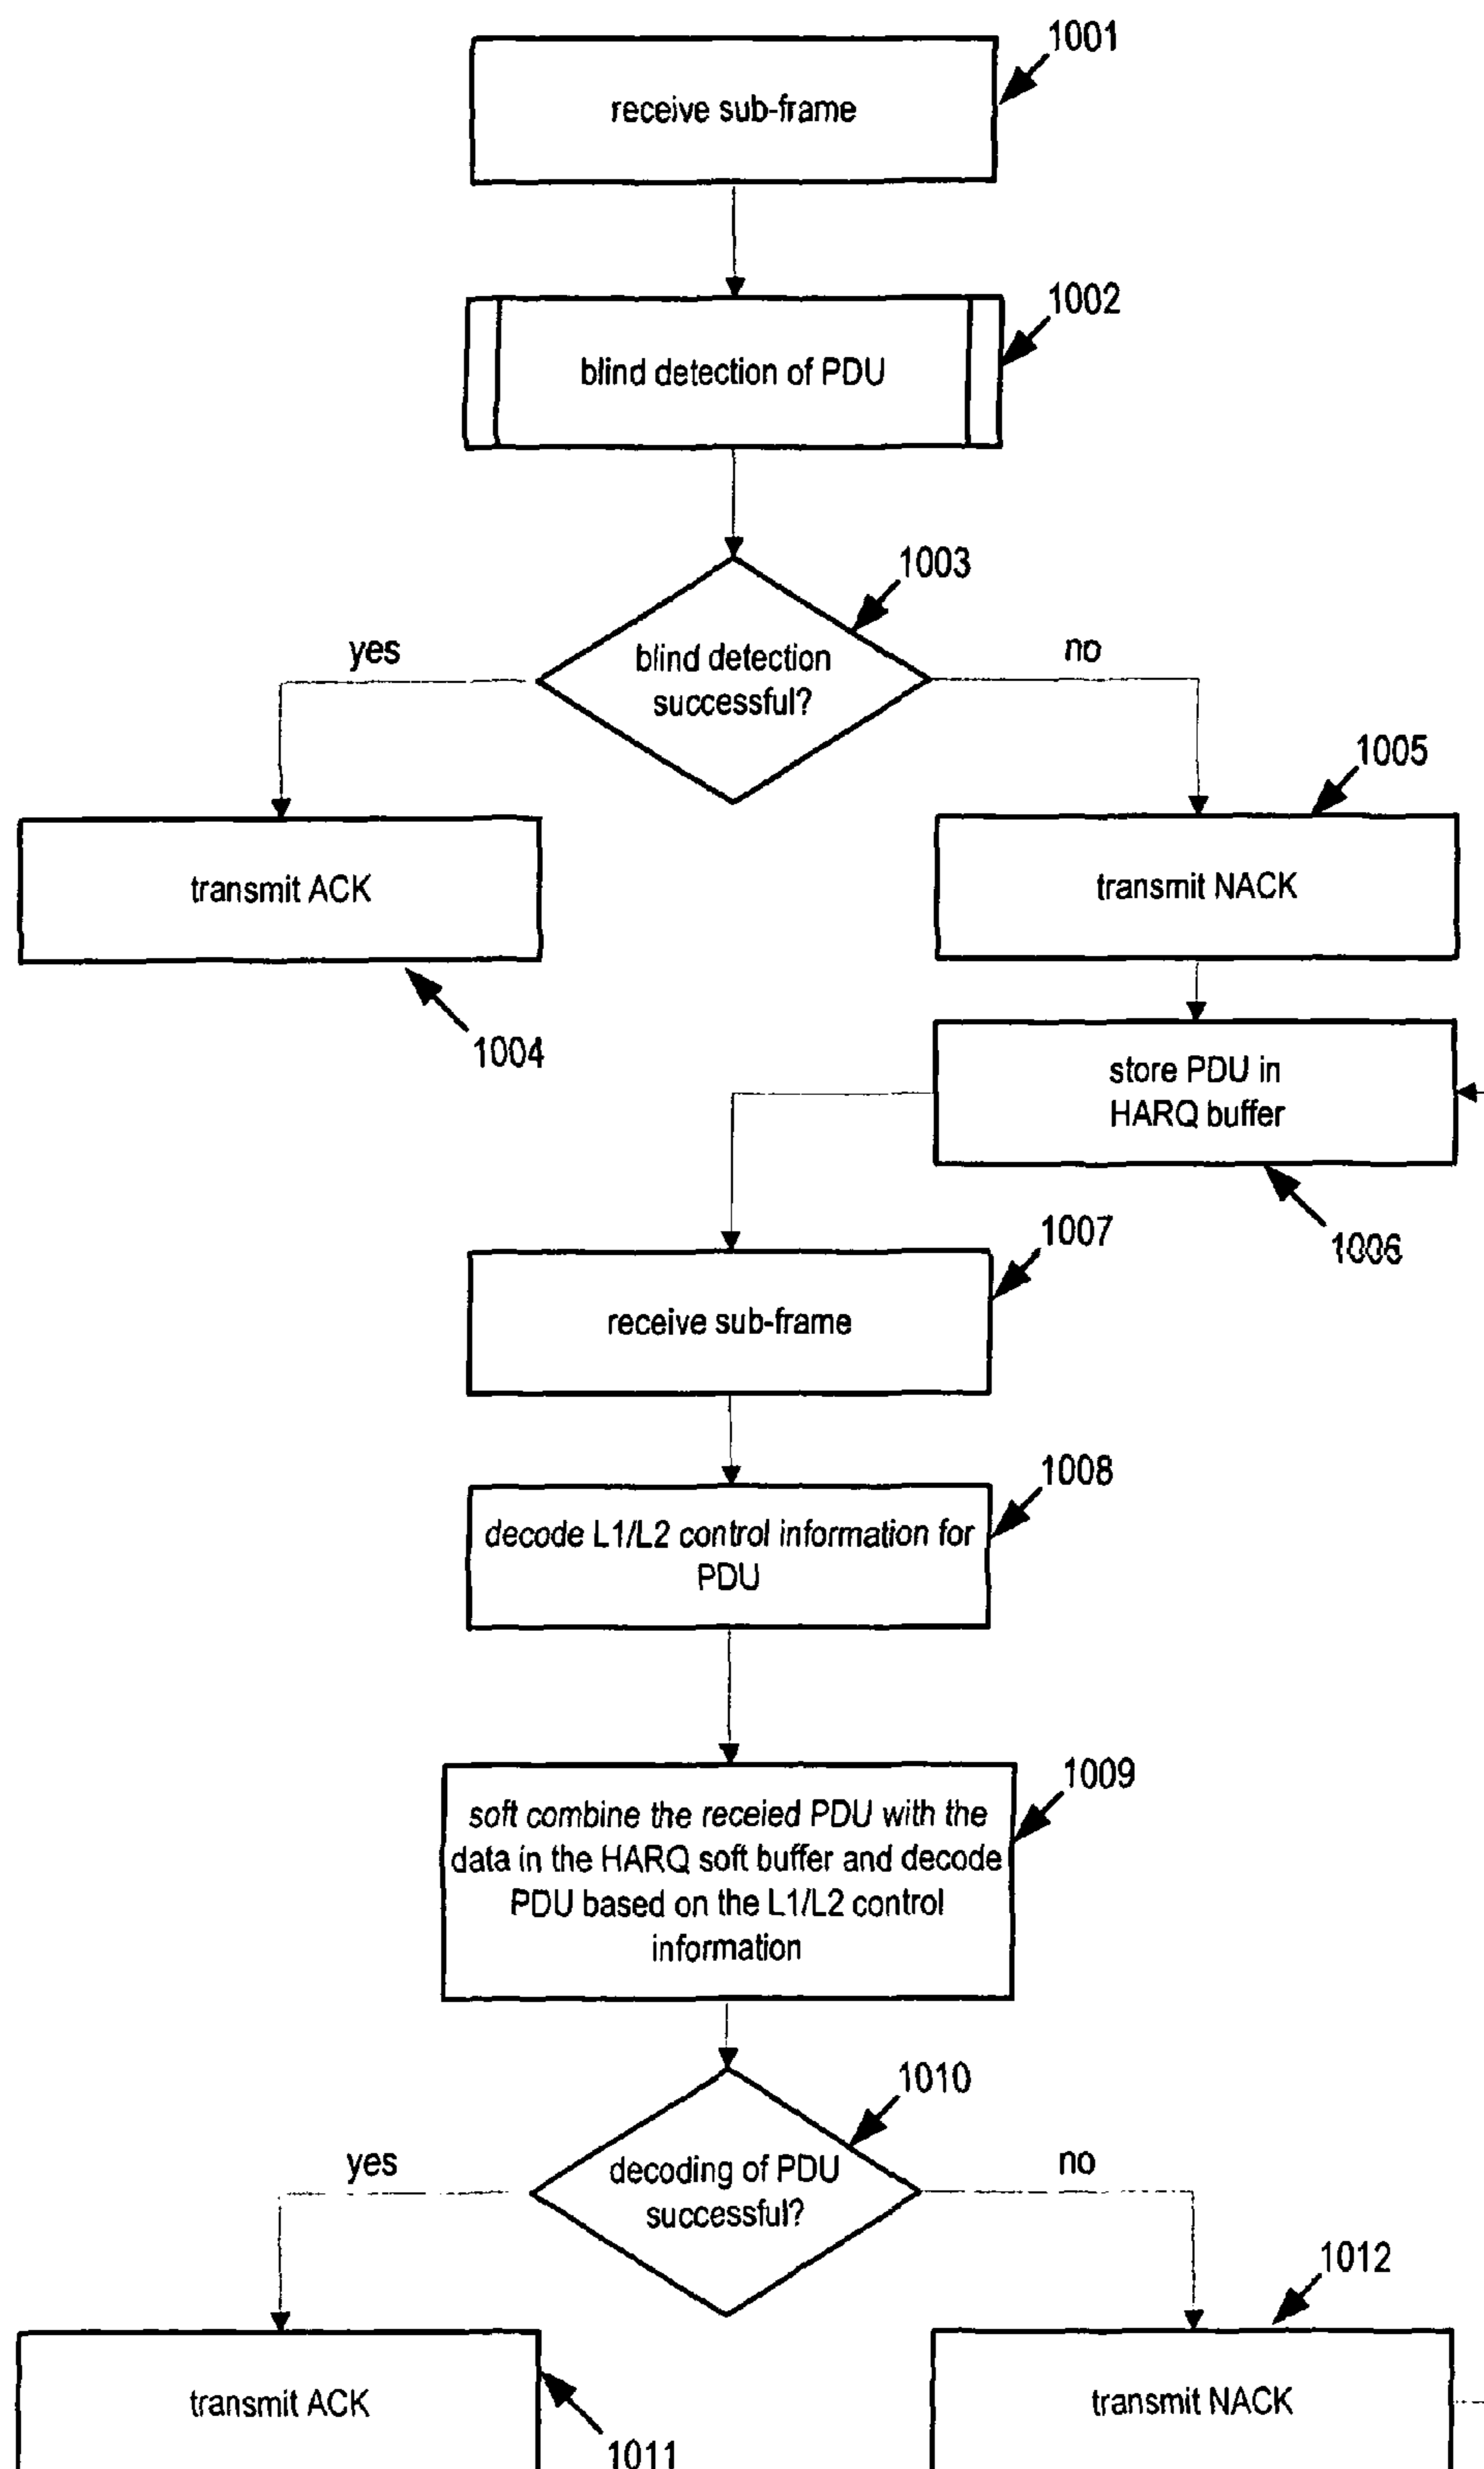 1001
receive sub-frame
1002
blind detection of PDU
1003
yes
blind detection
successful?
no
1005
transmit ACK
transmit NACK
1004
store PDU in
HARQ buffer
1006
1007
receive sub-frame
1008
decode L1/L2 control information for
PDU
1009
soft combine the receied PDU with the
data in the HARQ soft buffer and decode
PDU based on the L1/L2 control
information
1010
yes
decoding of PDU
successful?
no
1012
transmit ACK
transmit NACK
1011